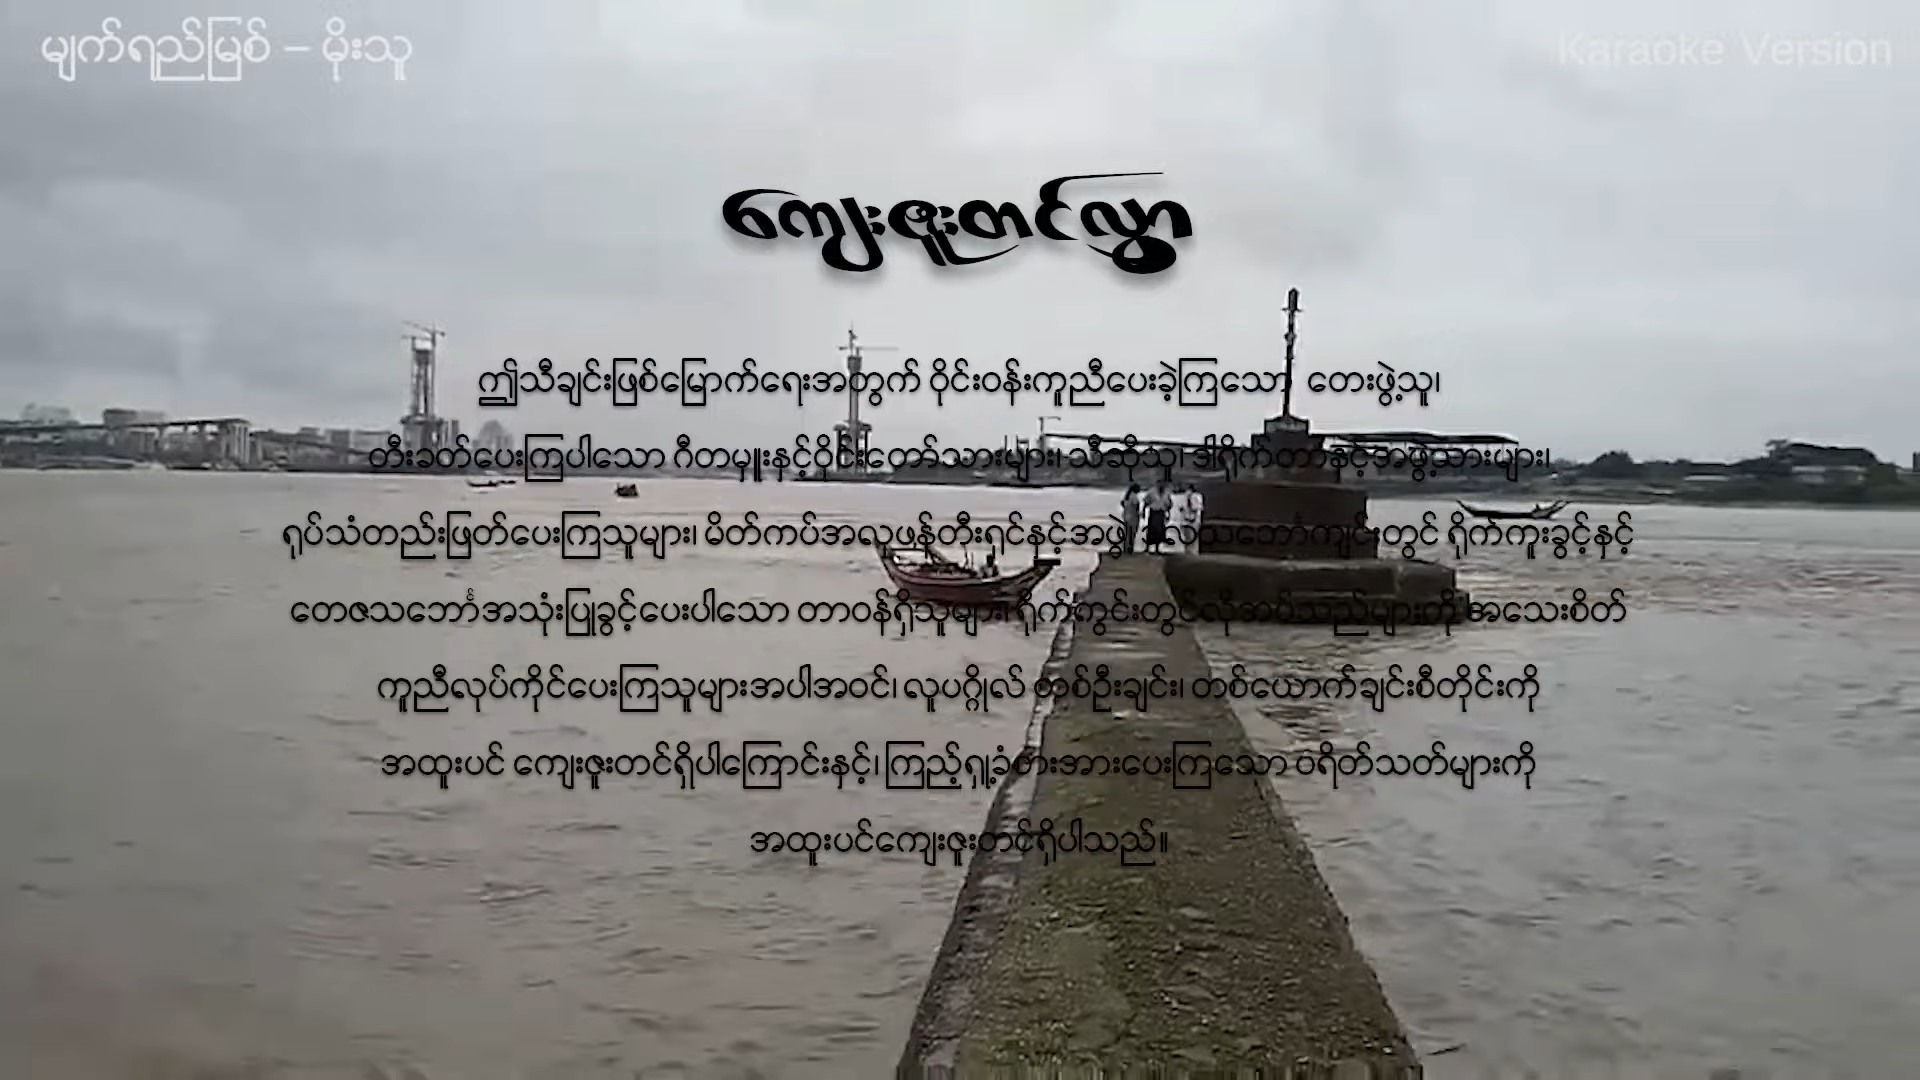 မျက်ရည်မြစ် – မိုးသူ
Karaoke Version
ကျေးဇူးတင်လွှာ
ဤသီချင်းဖြစ်မြောက်ရေးအတွက် ဝိုင်းဝန်းကူညီပေးခဲ့ကြသော တေးဖွဲ့သူ၊
တီးခတ်ပေးကြပါသော ဂီတမှူးနှင့်ဝိုင်းတော်သားများ၊ သီဆိုသူ၊ ဒါရိုက်တာနှင့်အဖွဲ့သားများ၊
ရုပ်သံတည်းဖြတ်ပေးကြသူများ၊ မိတ်ကပ်အလှဖန်တီးရှင်နှင့်အဖွဲ့၊ တွင် ရိုက်ကူးခွင့်နှင့်
တေဇသင်္ဘောအသုံးပြုခွင့်ပေးပါသော တာဝန်ရှိသူများ၊ ရိုက်ကွင်းတွင်လိုအပ်သည်များကို အသေးစိတ်
ကူညီလုပ်ကိုင်ပေးကြသူများအပါအဝင်၊ လူပဂ္ဂိုလ် တစ်ဦးချင်း၊ တစ်ယောက်ချင်းစီတိုင်းကို
အထူးပင် ကျေးဇူးတင်ရှိပါကြောင်းနှင့်၊ ကြည့်ရှု့ခံစားအားပေးကြသော ပရိတ်သတ်များကို
အထူးပင်ကျေးဇူးတင်ရှိပါသည်။